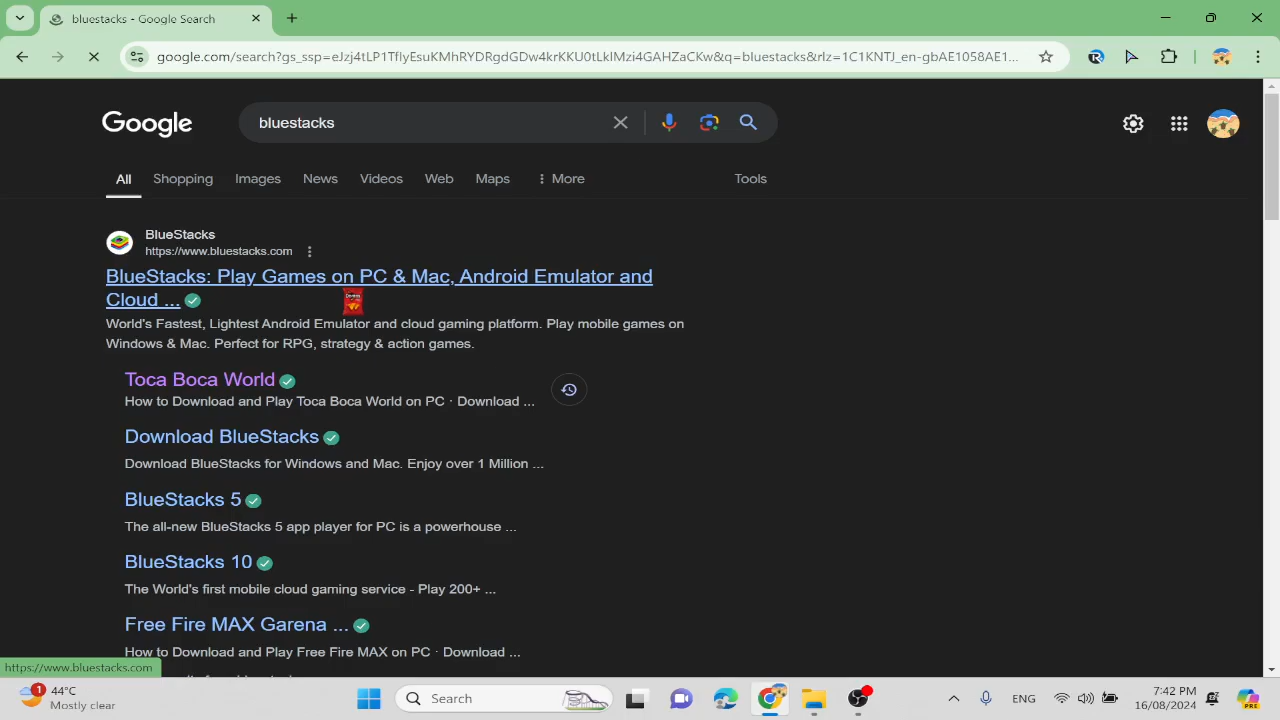 bluestacks - Google Search
google.com/search?gs_ssp=eJzj4tLP1TflyEsuKMhRYDRgdGDw4krKKU0tLklMzi4GAHZaCKw&q=bluestacks&rlz=1C1KNTJ_en-gbAE1058AE1...
Google
bluestacks
All Shopping Images News Videos Web Maps More Tools
BlueStacks
https://www.bluestacks.com
BlueStacks: Play Games on PC & Mac, Android Emulator and
Cloud ...
World's Fastest, Lightest Android Emulator and cloud gaming platform. Play mobile games on
Windows & Mac. Perfect for RPG, strategy & action games.
Toca Boca World
How to Download and Play Toca Boca World on PC · Download ...
Download BlueStacks
Download BlueStacks for Windows and Mac. Enjoy over 1 Million ...
BlueStacks 5
The all-new BlueStacks 5 app player for PC is a powerhouse ...
BlueStacks 10
The World's first mobile cloud gaming service - Play 200+ ...
Free Fire MAX Garena ...
How to Download and Play Free Fire MAX on PC · Download ...
https://www.bluestacks.com
1
44°C
Mostly clear
Search
ENG
7:42 PM
16/08/2024
PRE